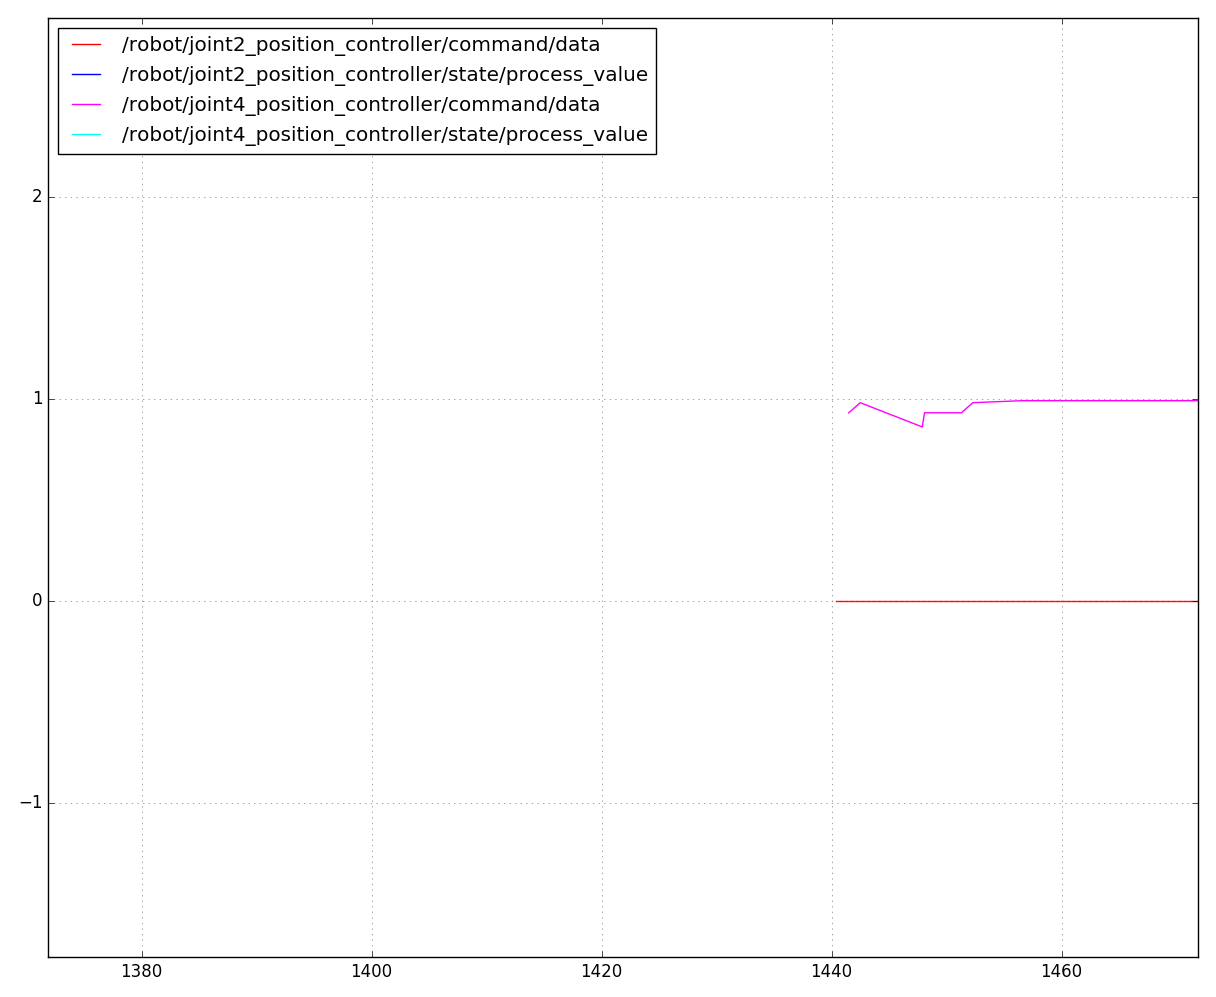 /robot/joint2_position_controller/command/data
/robot/joint2_position_controller/state/process_value
/robot/joint4_position_controller/command/data
/robot/joint4_position_controller/state/process_value
2
1
0
−1
1380 1400 1420 1440 1460